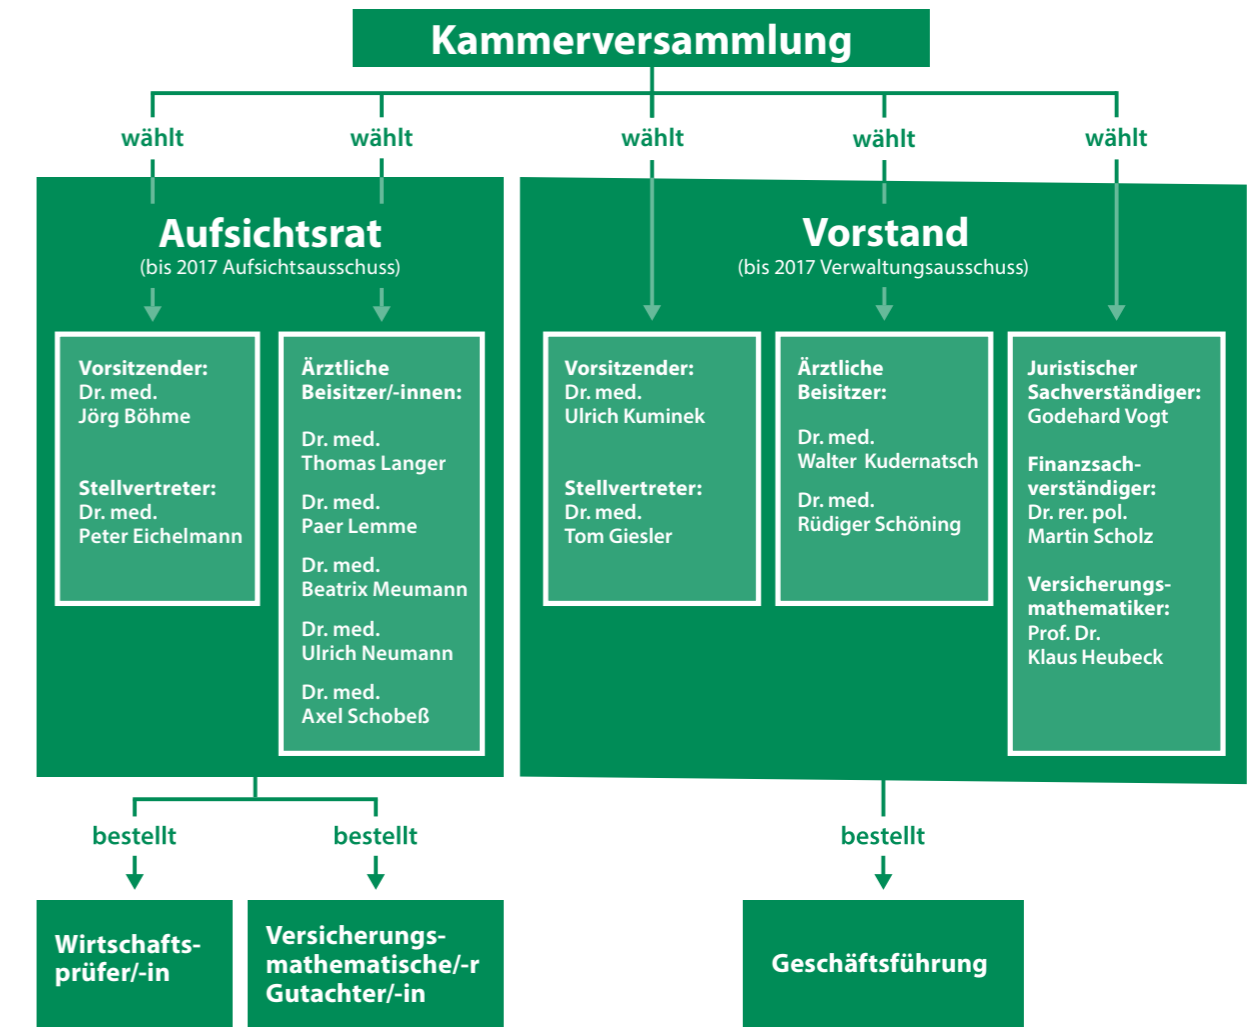 Kammerversammlung
wählt
wählt
wählt
wählt
wählt
Aufsichtsrat
(bis 2017 Aufsichtsausschuss)
Vorsitzender:
Dr. med.
Jörg Böhme
Stellvertreter:
Dr. med.
Peter Eichelmann
Ärztliche
Beisitzer/-innen:
Dr. med.
Thomas Langer
Dr. med.
Paer Lemme
Dr. med.
Beatrix Meumann
Dr. med.
Ulrich Neumann
Dr. med.
Axel Schobeß
Vorstand
(bis 2017 Verwaltungsausschuss)
Vorsitzender:
Dr. med.
Ulrich Kuminek
Stellvertreter:
Dr. med.
Tom Giesler
Ärztliche
Beisitzer:
Dr. med.
Walter Kudernatsch
Dr. med.
Rüdiger Schöning
Juristischer
Sachverständiger:
Godehard Vogt
Finanzsach-
verständiger:
Dr. rer. pol.
Martin Scholz
Versicherungs-
mathematiker:
Prof. Dr.
Klaus Heubeck
bestellt
bestellt
bestellt
Wirtschafts-
prüfer/-in
Versicherungs-
mathematische/-r
Gutachter/-in
Geschäftsführung